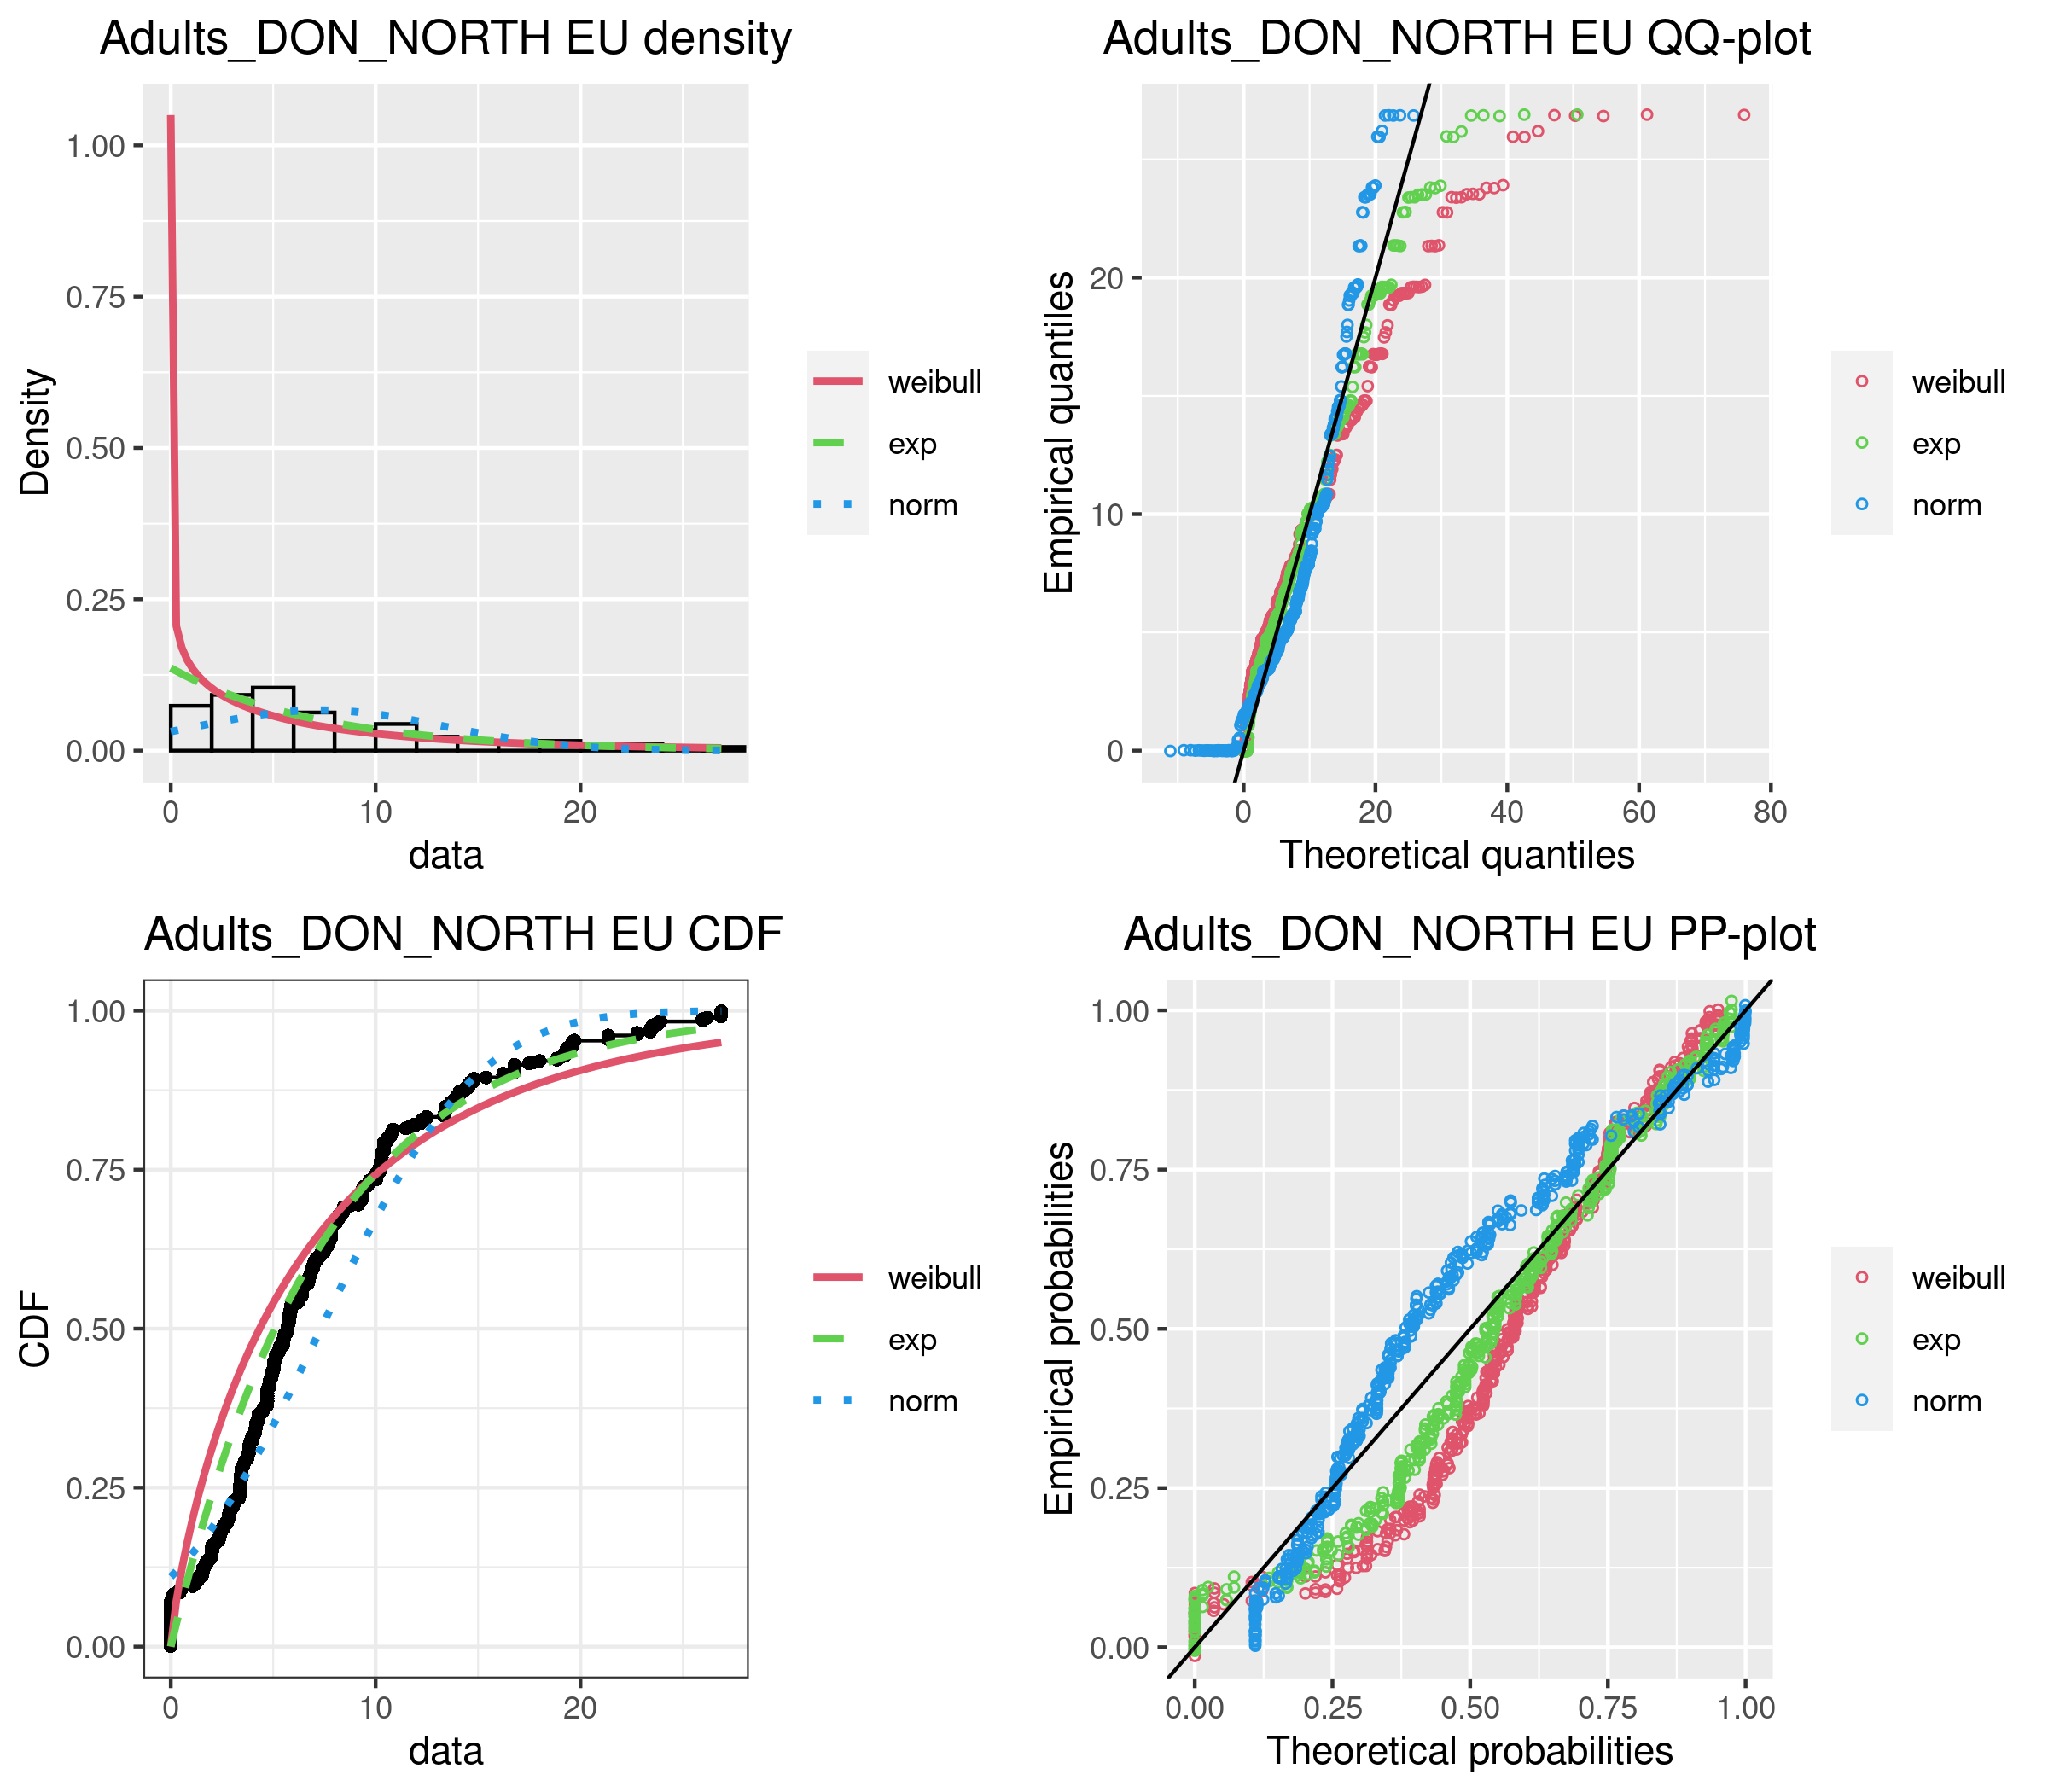 Adults_DON_NORTH EU density
Density
1.00
0.75
0.50
0.25
0.00
0 10 20
data
weibull
exp
norm
Adults_DON_NORTH EU QQ-plot
Empirical quantiles
20
10
0
0 20 40 60 80
Theoretical quantiles
weibull
exp
norm
Adults_DON_NORTH EU CDF
CDF
1.00
0.75
0.50
0.25
0.00
0 10 20
data
weibull
exp
norm
Adults_DON_NORTH EU PP-plot
Empirical probabilities
1.00
0.75
0.50
0.25
0.00
0.00 0.25 0.50 0.75 1.00
Theoretical probabilities
weibull
exp
norm